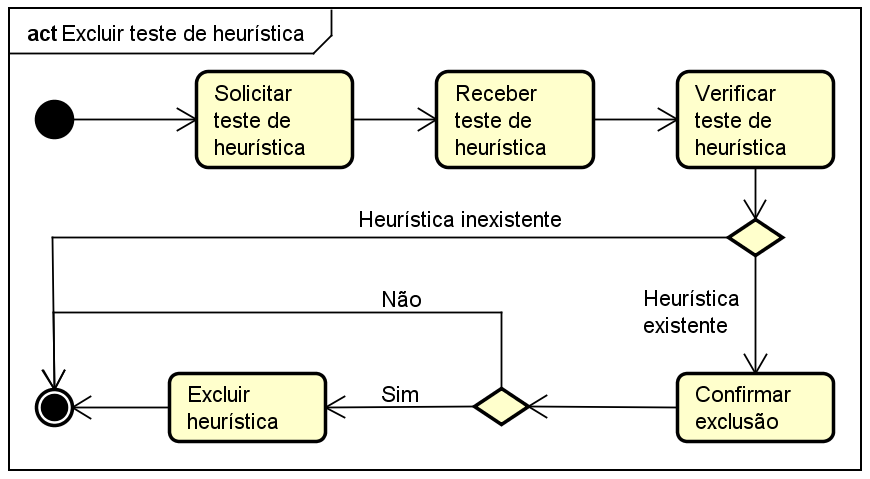 act Excluir teste de heurística
Solicitar
teste de
heurística
Receber
teste de
heurística
Verificar
teste de
heurística
Heurística inexistente
Heurística
existente
Não
Excluir
heurística
Sim
Confirmar
exclusão